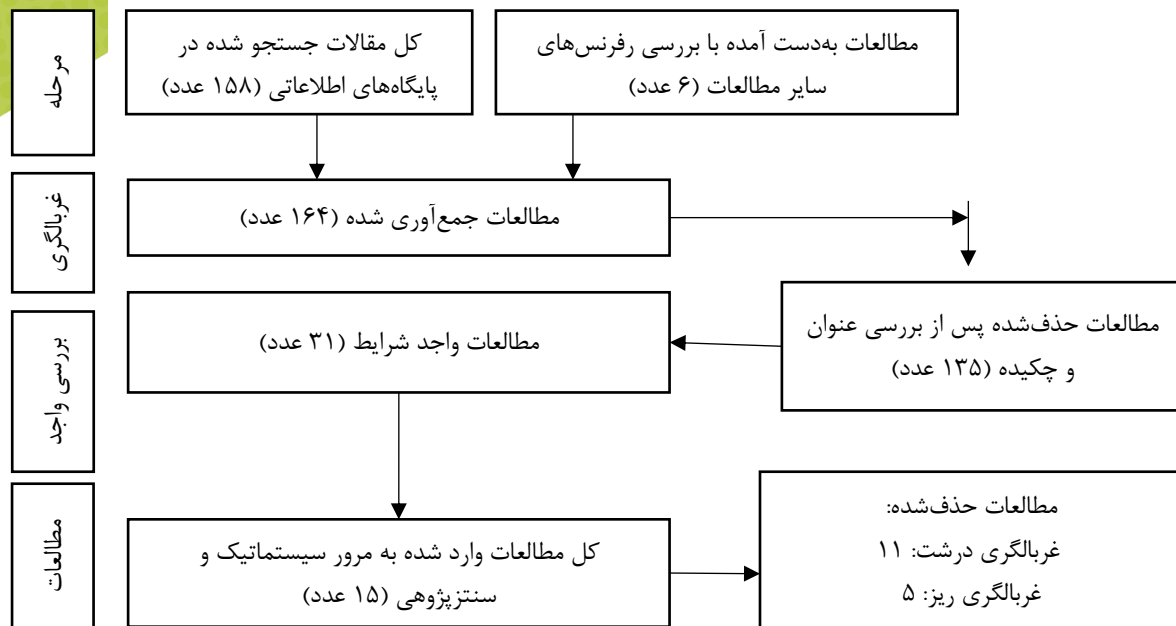 مرحله
کل مقالات جستجو شده در
پایگاه‌های اطلاعاتی (۱۵۸ عدد)
مطالعات به‌دست آمده با بررسی رفرنس‌های
سایر مطالعات (۶ عدد)
غربالگری
مطالعات جمع‌آوری شده (۱۶۴ عدد)
بررسی واجد
مطالعات واجد شرایط (۳۱ عدد)
مطالعات حذف‌شده پس از بررسی عنوان
و چکیده (۱۳۵ عدد)
مطالعات
کل مطالعات وارد شده به مرور سیستماتیک و
سنتزپژوهی (۱۵ عدد)
مطالعات حذف‌شده:
غربالگری درشت: ۱۱
غربالگری ریز: ۵